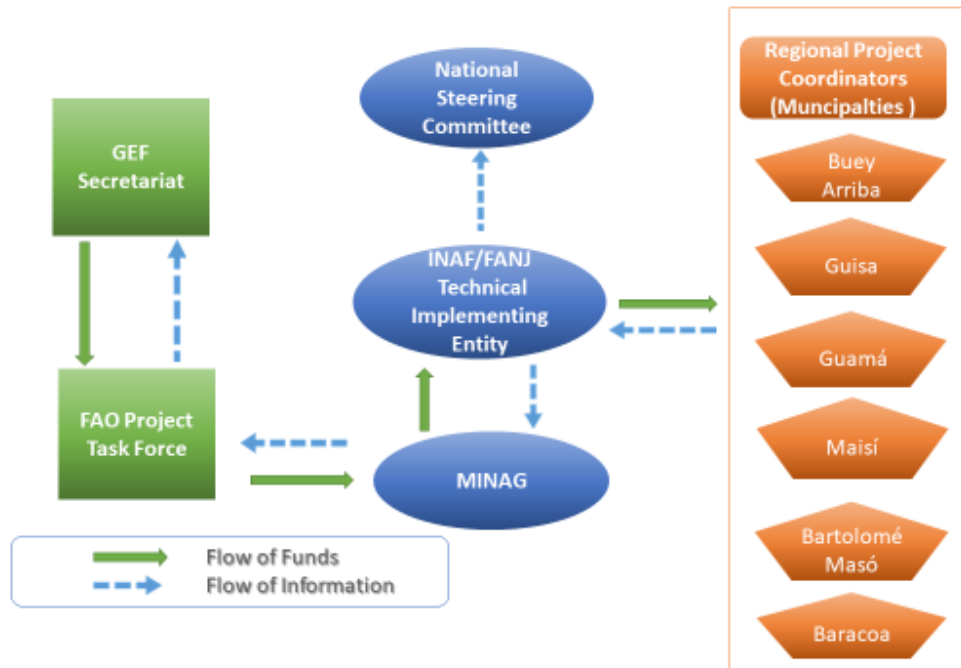 GEF
Secretariat
FAO Project
Task Force
National
Steering
Committee
INAF/FANJ
Technical
Implementing
Entity
MINAG
Flow of Funds
Flow of Information
Regional Project
Coordinators
(Muncipalties )
Buey
Arriba
Guisa
Guamá
Maisí
Bartolomé
Masó
Baracoa